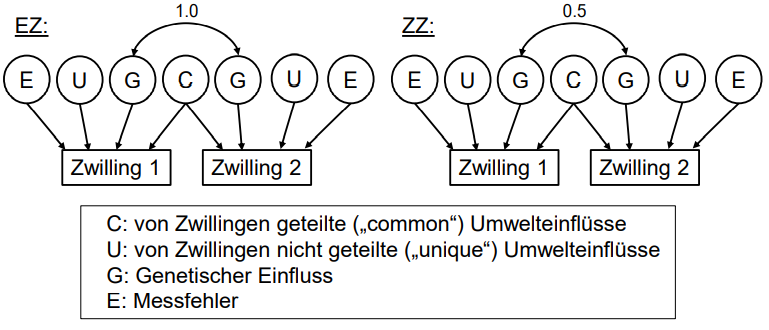 EZ: 1.0 ZZ: 0.5
E U G C G U E E U G C G U E
Zwilling 1 Zwilling 2 Zwilling 1 Zwilling 2
C: von Zwillingen geteilte („common“) Umwelteinflüsse
U: von Zwillingen nicht geteilte („unique“) Umwelteinflüsse
G: Genetischer Einfluss
E: Messfehler